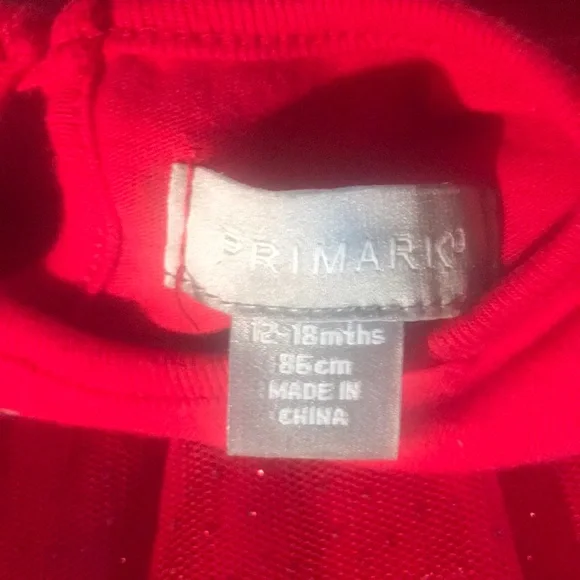 PRIMARK®
12-18mths
86cm
MADE IN
CHINA